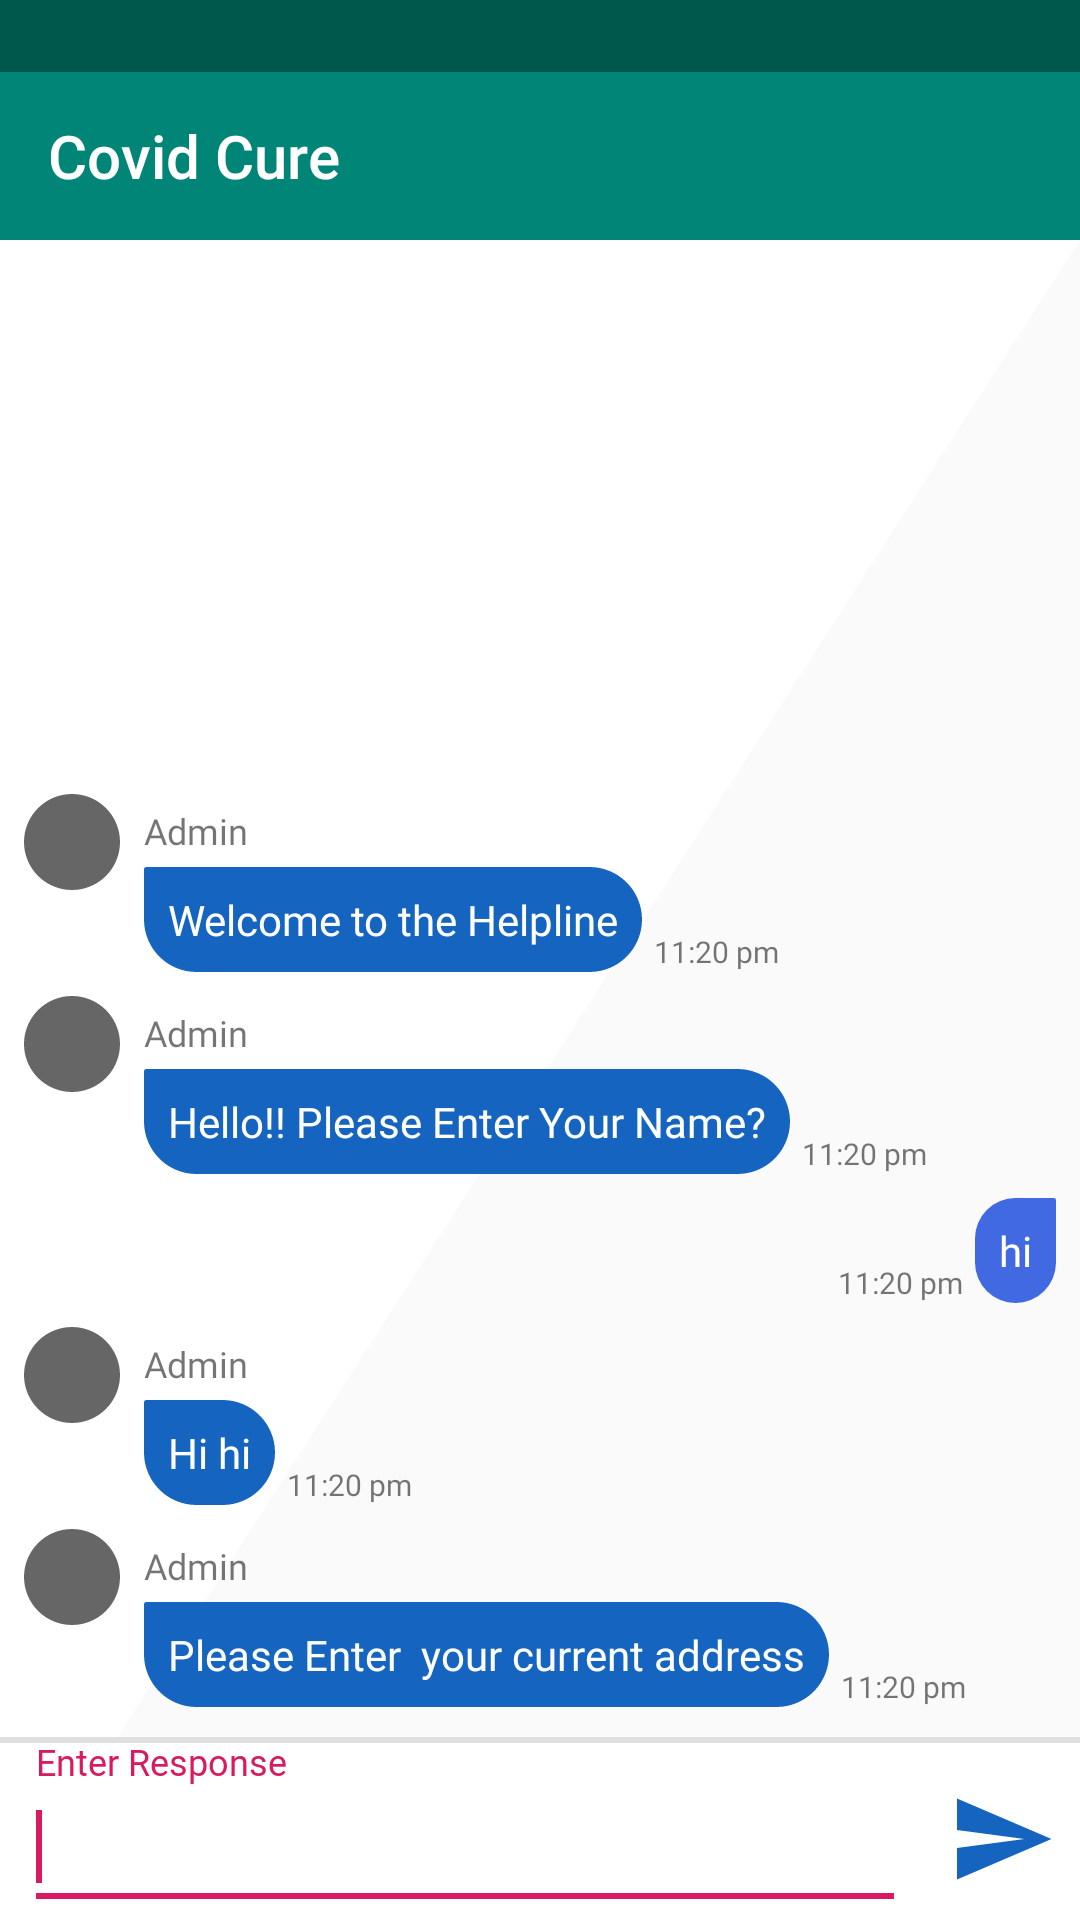 Covid Cure
Admin
Welcome to the Helpline
11:20 pm
Admin
Hello!! Please Enter Your Name?
11:20 pm
hi
11:20 pm
Admin
Hi hi
11:20 pm
Admin
Please Enter  your current address
11:20 pm
Enter Response